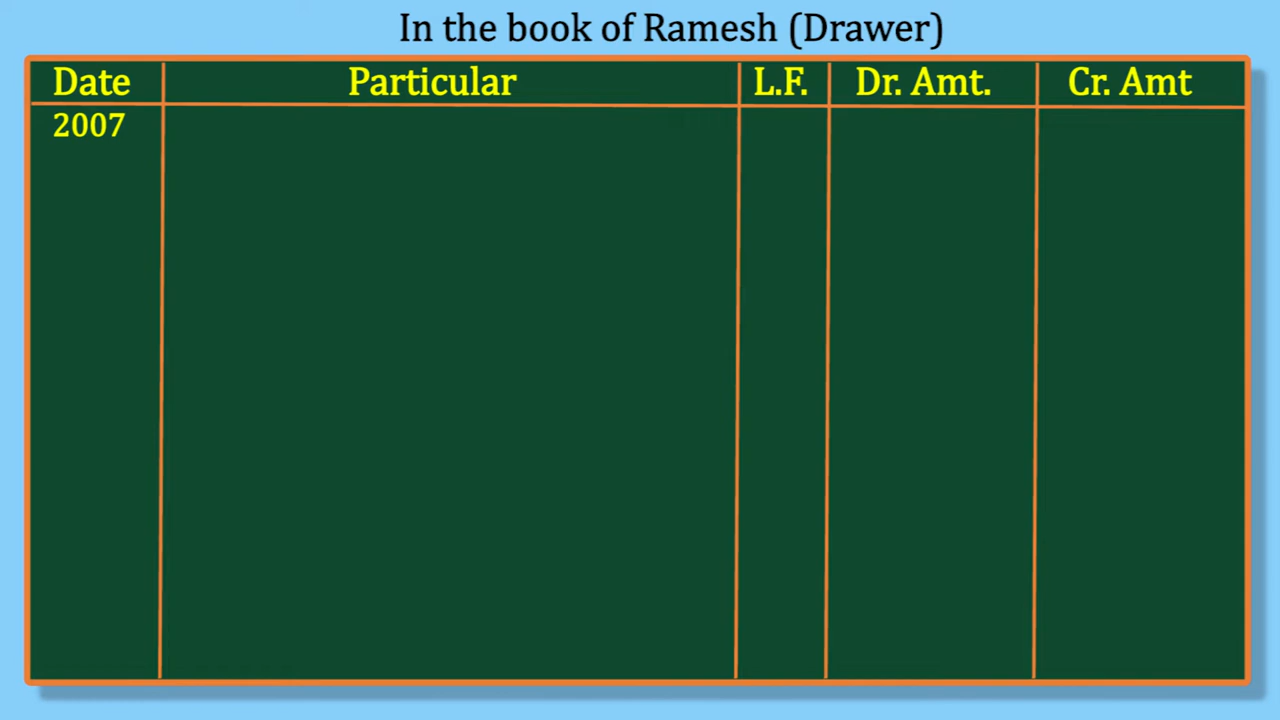 In the book of Ramesh (Drawer)
Date Particular L.F. Dr. Amt. Cr. Amt
2007